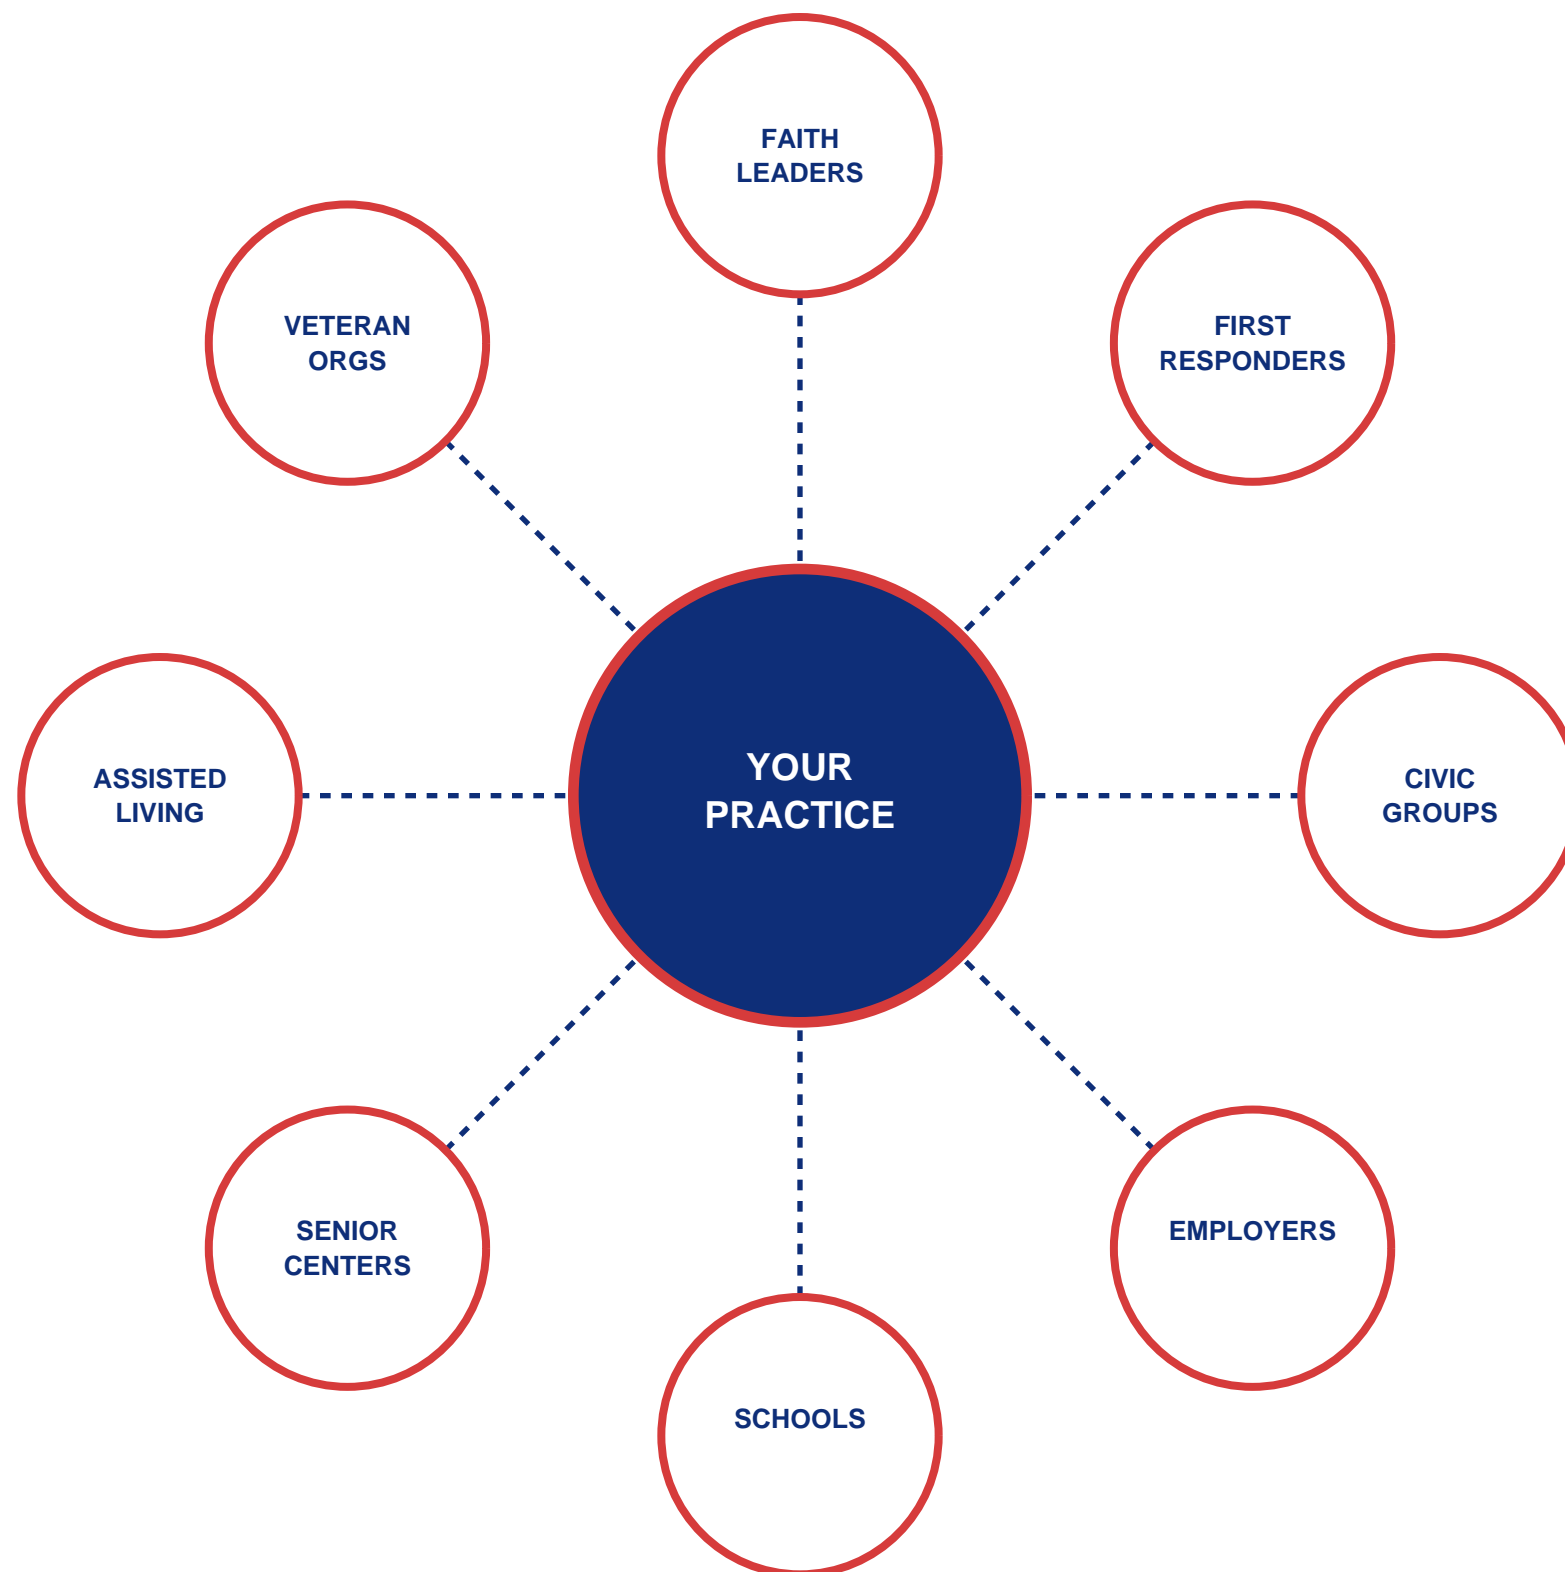 FAITH
LEADERS
VETERAN
ORGS
FIRST
RESPONDERS
ASSISTED
LIVING
YOUR
PRACTICE
CIVIC
GROUPS
SENIOR
CENTERS
EMPLOYERS
SCHOOLS